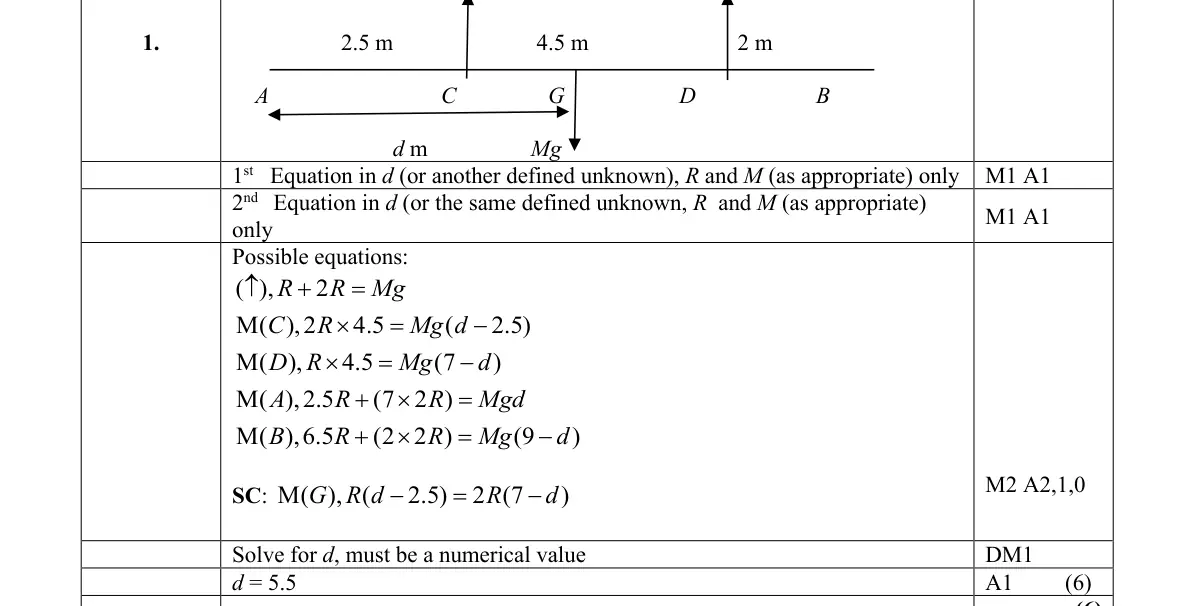 1.
2.5 m 4.5 m 2 m
A C G D B
d m Mg
1st Equation in d (or another defined unknown), R and M (as appropriate) only M1 A1
2nd Equation in d (or the same defined unknown, R and M (as appropriate)
only
M1 A1
Possible equations:
(↑), R + 2R = Mg
M(C), 2R × 4.5 = Mg(d − 2.5)
M(D), R × 4.5 = Mg(7 − d)
M(A), 2.5R + (7 × 2R) = Mgd
M(B), 6.5R + (2 × 2R) = Mg(9 − d)
SC: M(G), R(d − 2.5) = 2R(7 − d)
M2 A2,1,0
Solve for d, must be a numerical value DM1
d = 5.5 A1 (6)